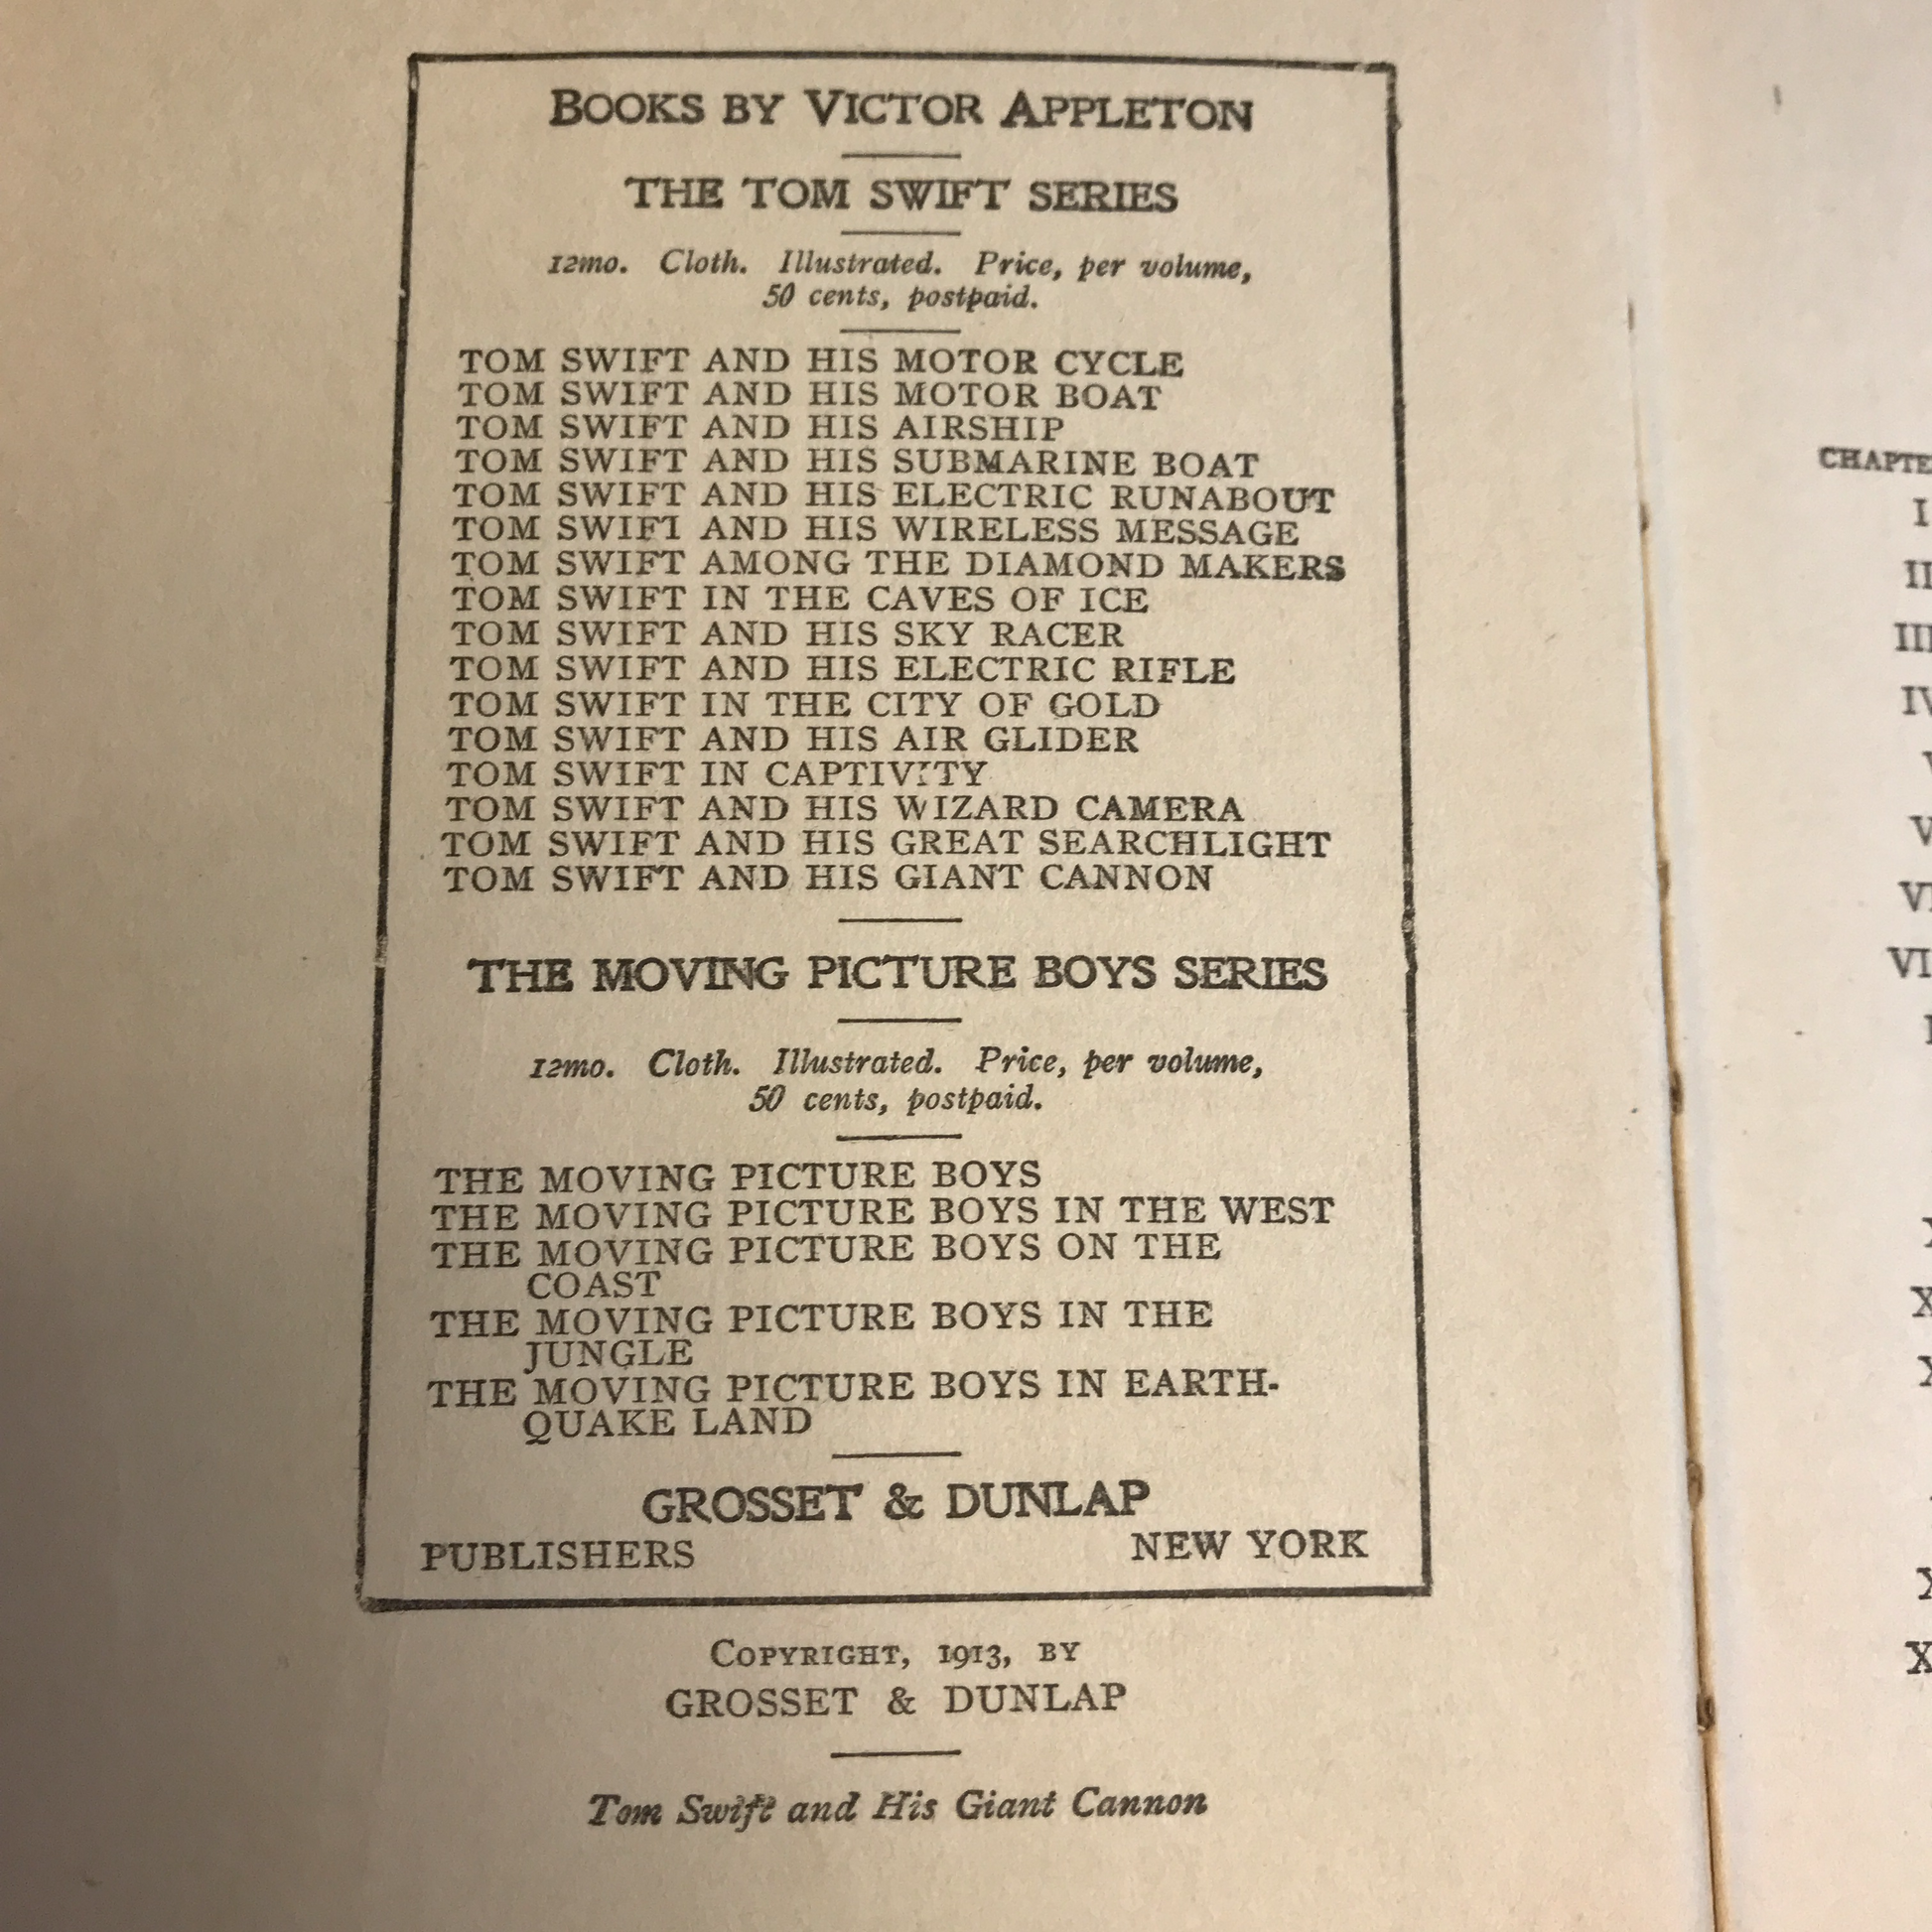 BOOKS BY VICTOR APPLETON
THE TOM SWIFT SERIES
12mo. Cloth. Illustrated. Price, per volume,
50 cents, postpaid.
TOM SWIFT AND HIS MOTOR CYCLE
TOM SWIFT AND HIS MOTOR BOAT
TOM SWIFT AND HIS AIRSHIP
TOM SWIFT AND HIS SUBMARINE BOAT
TOM SWIFT AND HIS ELECTRIC RUNABOUT
TOM SWIFT AND HIS WIRELESS MESSAGE
TOM SWIFT AMONG THE DIAMOND MAKERS
TOM SWIFT IN THE CAVES OF ICE
TOM SWIFT AND HIS SKY RACER
TOM SWIFT AND HIS ELECTRIC RIFLE
TOM SWIFT IN THE CITY OF GOLD
TOM SWIFT AND HIS AIR GLIDER
TOM SWIFT IN CAPTIVITY
TOM SWIFT AND HIS WIZARD CAMERA
TOM SWIFT AND HIS GREAT SEARCHLIGHT
TOM SWIFT AND HIS GIANT CANNON
THE MOVING PICTURE BOYS SERIES
12mo. Cloth. Illustrated. Price, per volume,
50 cents, postpaid.
THE MOVING PICTURE BOYS
THE MOVING PICTURE BOYS IN THE WEST
THE MOVING PICTURE BOYS ON THE
COAST
THE MOVING PICTURE BOYS IN THE
JUNGLE
THE MOVING PICTURE BOYS IN EARTH-
QUAKE LAND
GROSSET & DUNLAP
PUBLISHERS NEW YORK
COPYRIGHT, 1913, BY
GROSSET & DUNLAP
Tom Swift and His Giant Cannon
CHAPTE
I
II
III